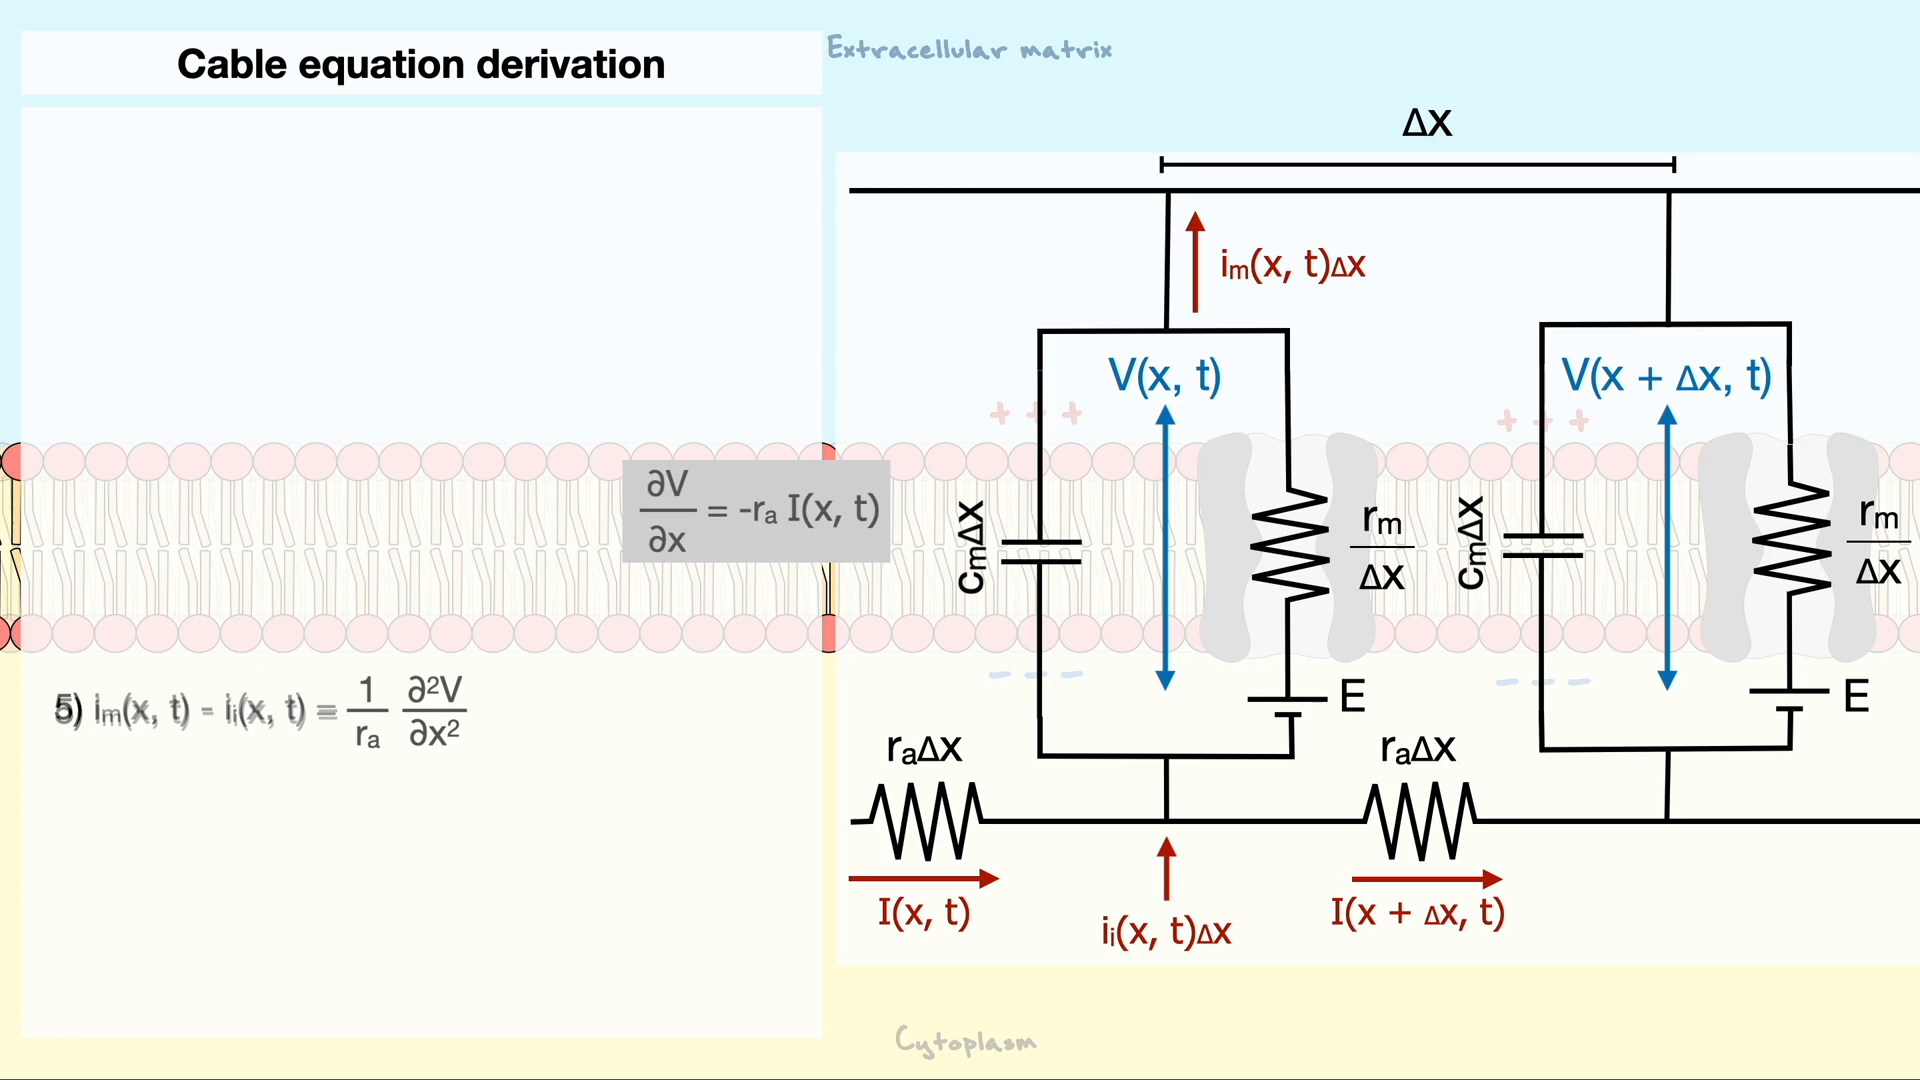 Cable equation derivation
Extracellular matrix
Δx
iₘ(x, t)Δx
V(x, t)
V(x + Δx, t)
+ + +
+ + +
∂V/∂x = -rₐ I(x, t)
cₘΔx
rₘ/Δx
cₘΔx
rₘ/Δx
- - -
- - -
5) iₘ(x, t) - iᵢ(x, t) = 1/rₐ ∂²V/∂x²
E
E
rₐΔx
rₐΔx
I(x, t)
iᵢ(x, t)Δx
I(x + Δx, t)
Cytoplasm